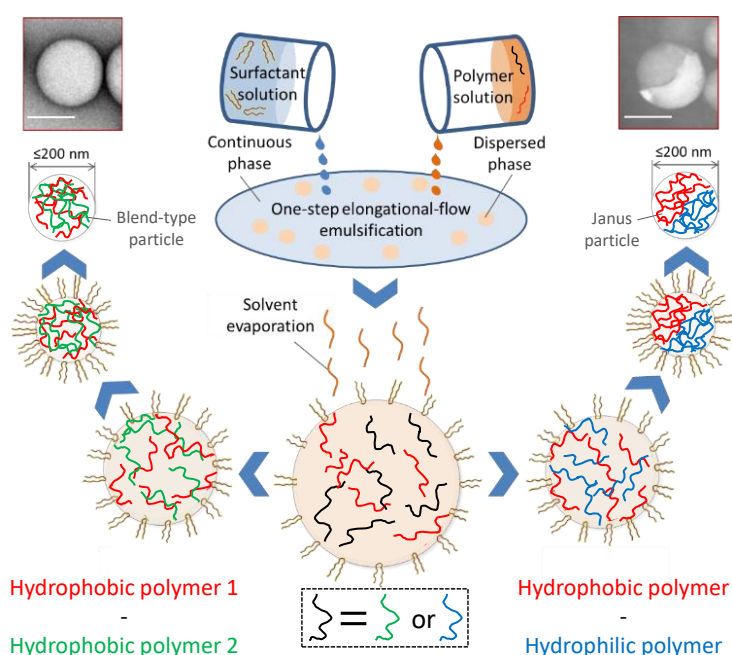 Surfactant
solution
Polymer
solution
≤200 nm
Continuous
phase
Dispersed
phase
≤200 nm
One-step elongational-flow
emulsification
Blend-type
particle
Janus
particle
Solvent
evaporation
Hydrophobic polymer 1
-
Hydrophobic polymer 2
= or
Hydrophobic polymer
-
Hydrophilic polymer